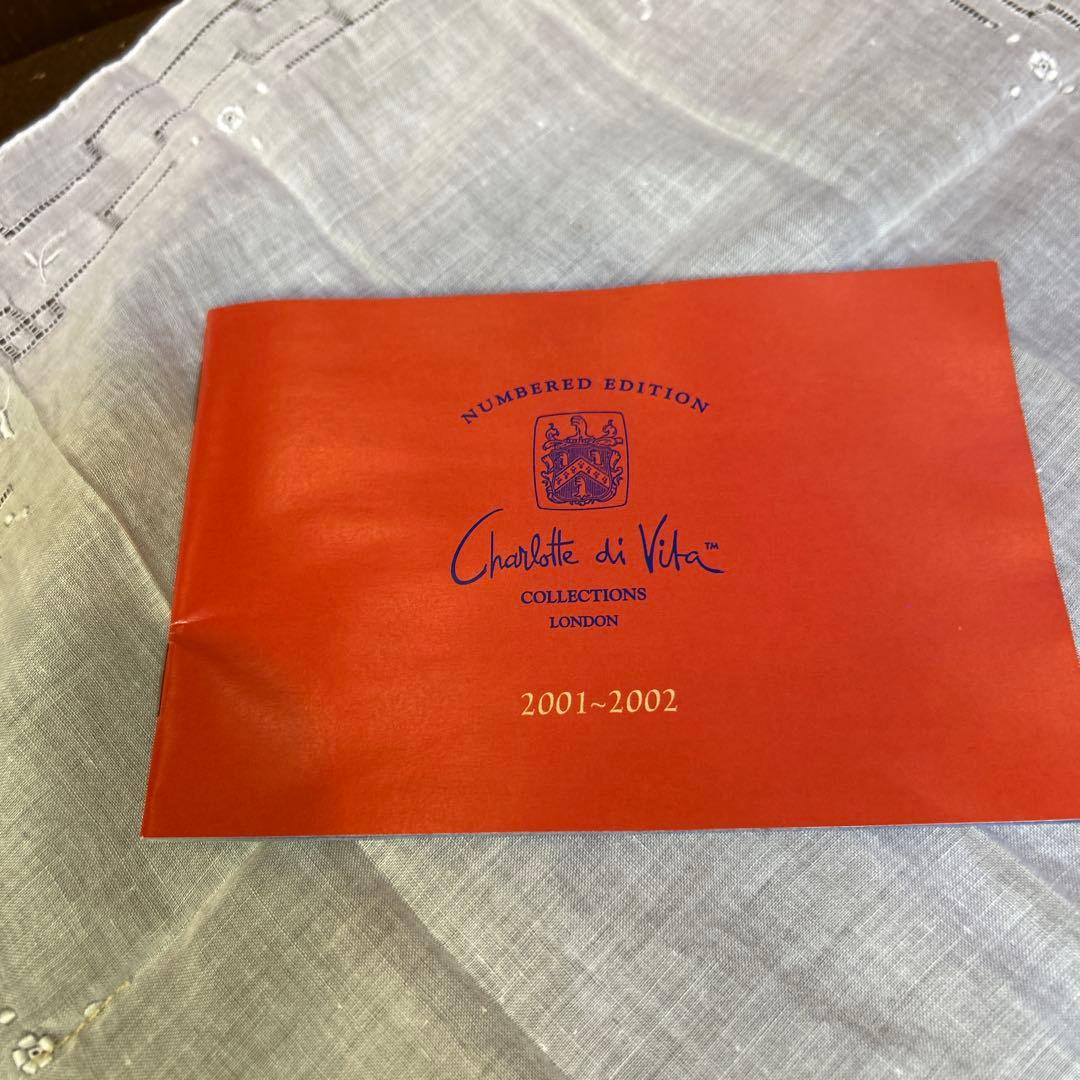 NUMBERED EDITION
Charlotte di Vita™
COLLECTIONS
LONDON
2001~2002